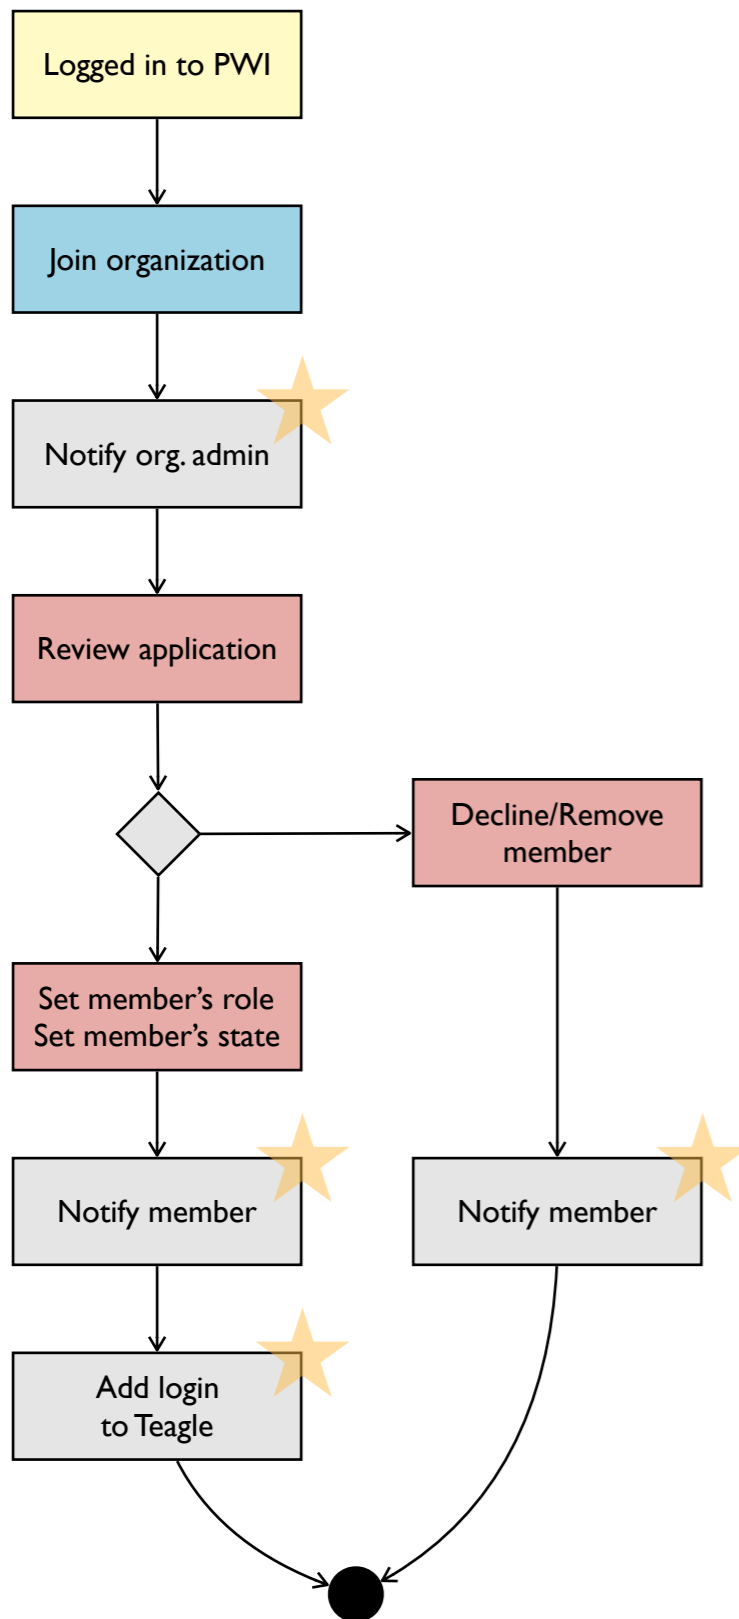 Logged in to PWI
Join organization
Notify org. admin
Review application
Decline/Remove
member
Set member’s role
Set member’s state
Notify member
Notify member
Add login
to Teagle